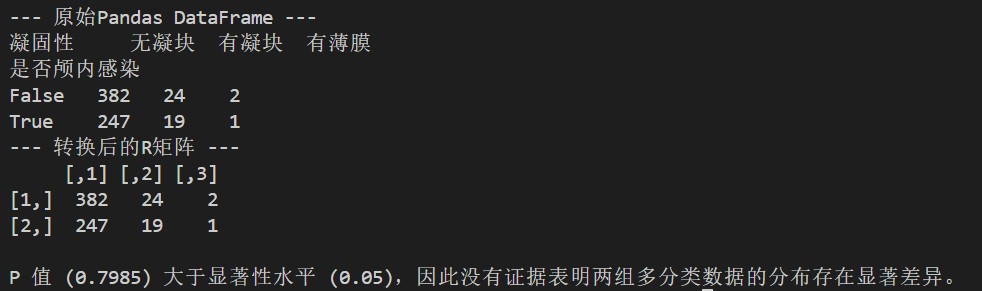 --- 原始Pandas DataFrame ---
凝固性 无凝块 有凝块 有薄膜
是否颅内感染
False 382 24 2
True 247 19 1
--- 转换后的R矩阵 ---
[,1] [,2] [,3]
[1,] 382 24 2
[2,] 247 19 1
P 值 (0.7985) 大于显著性水平 (0.05)，因此没有证据表明两组多分类数据的分布存在显著差异。